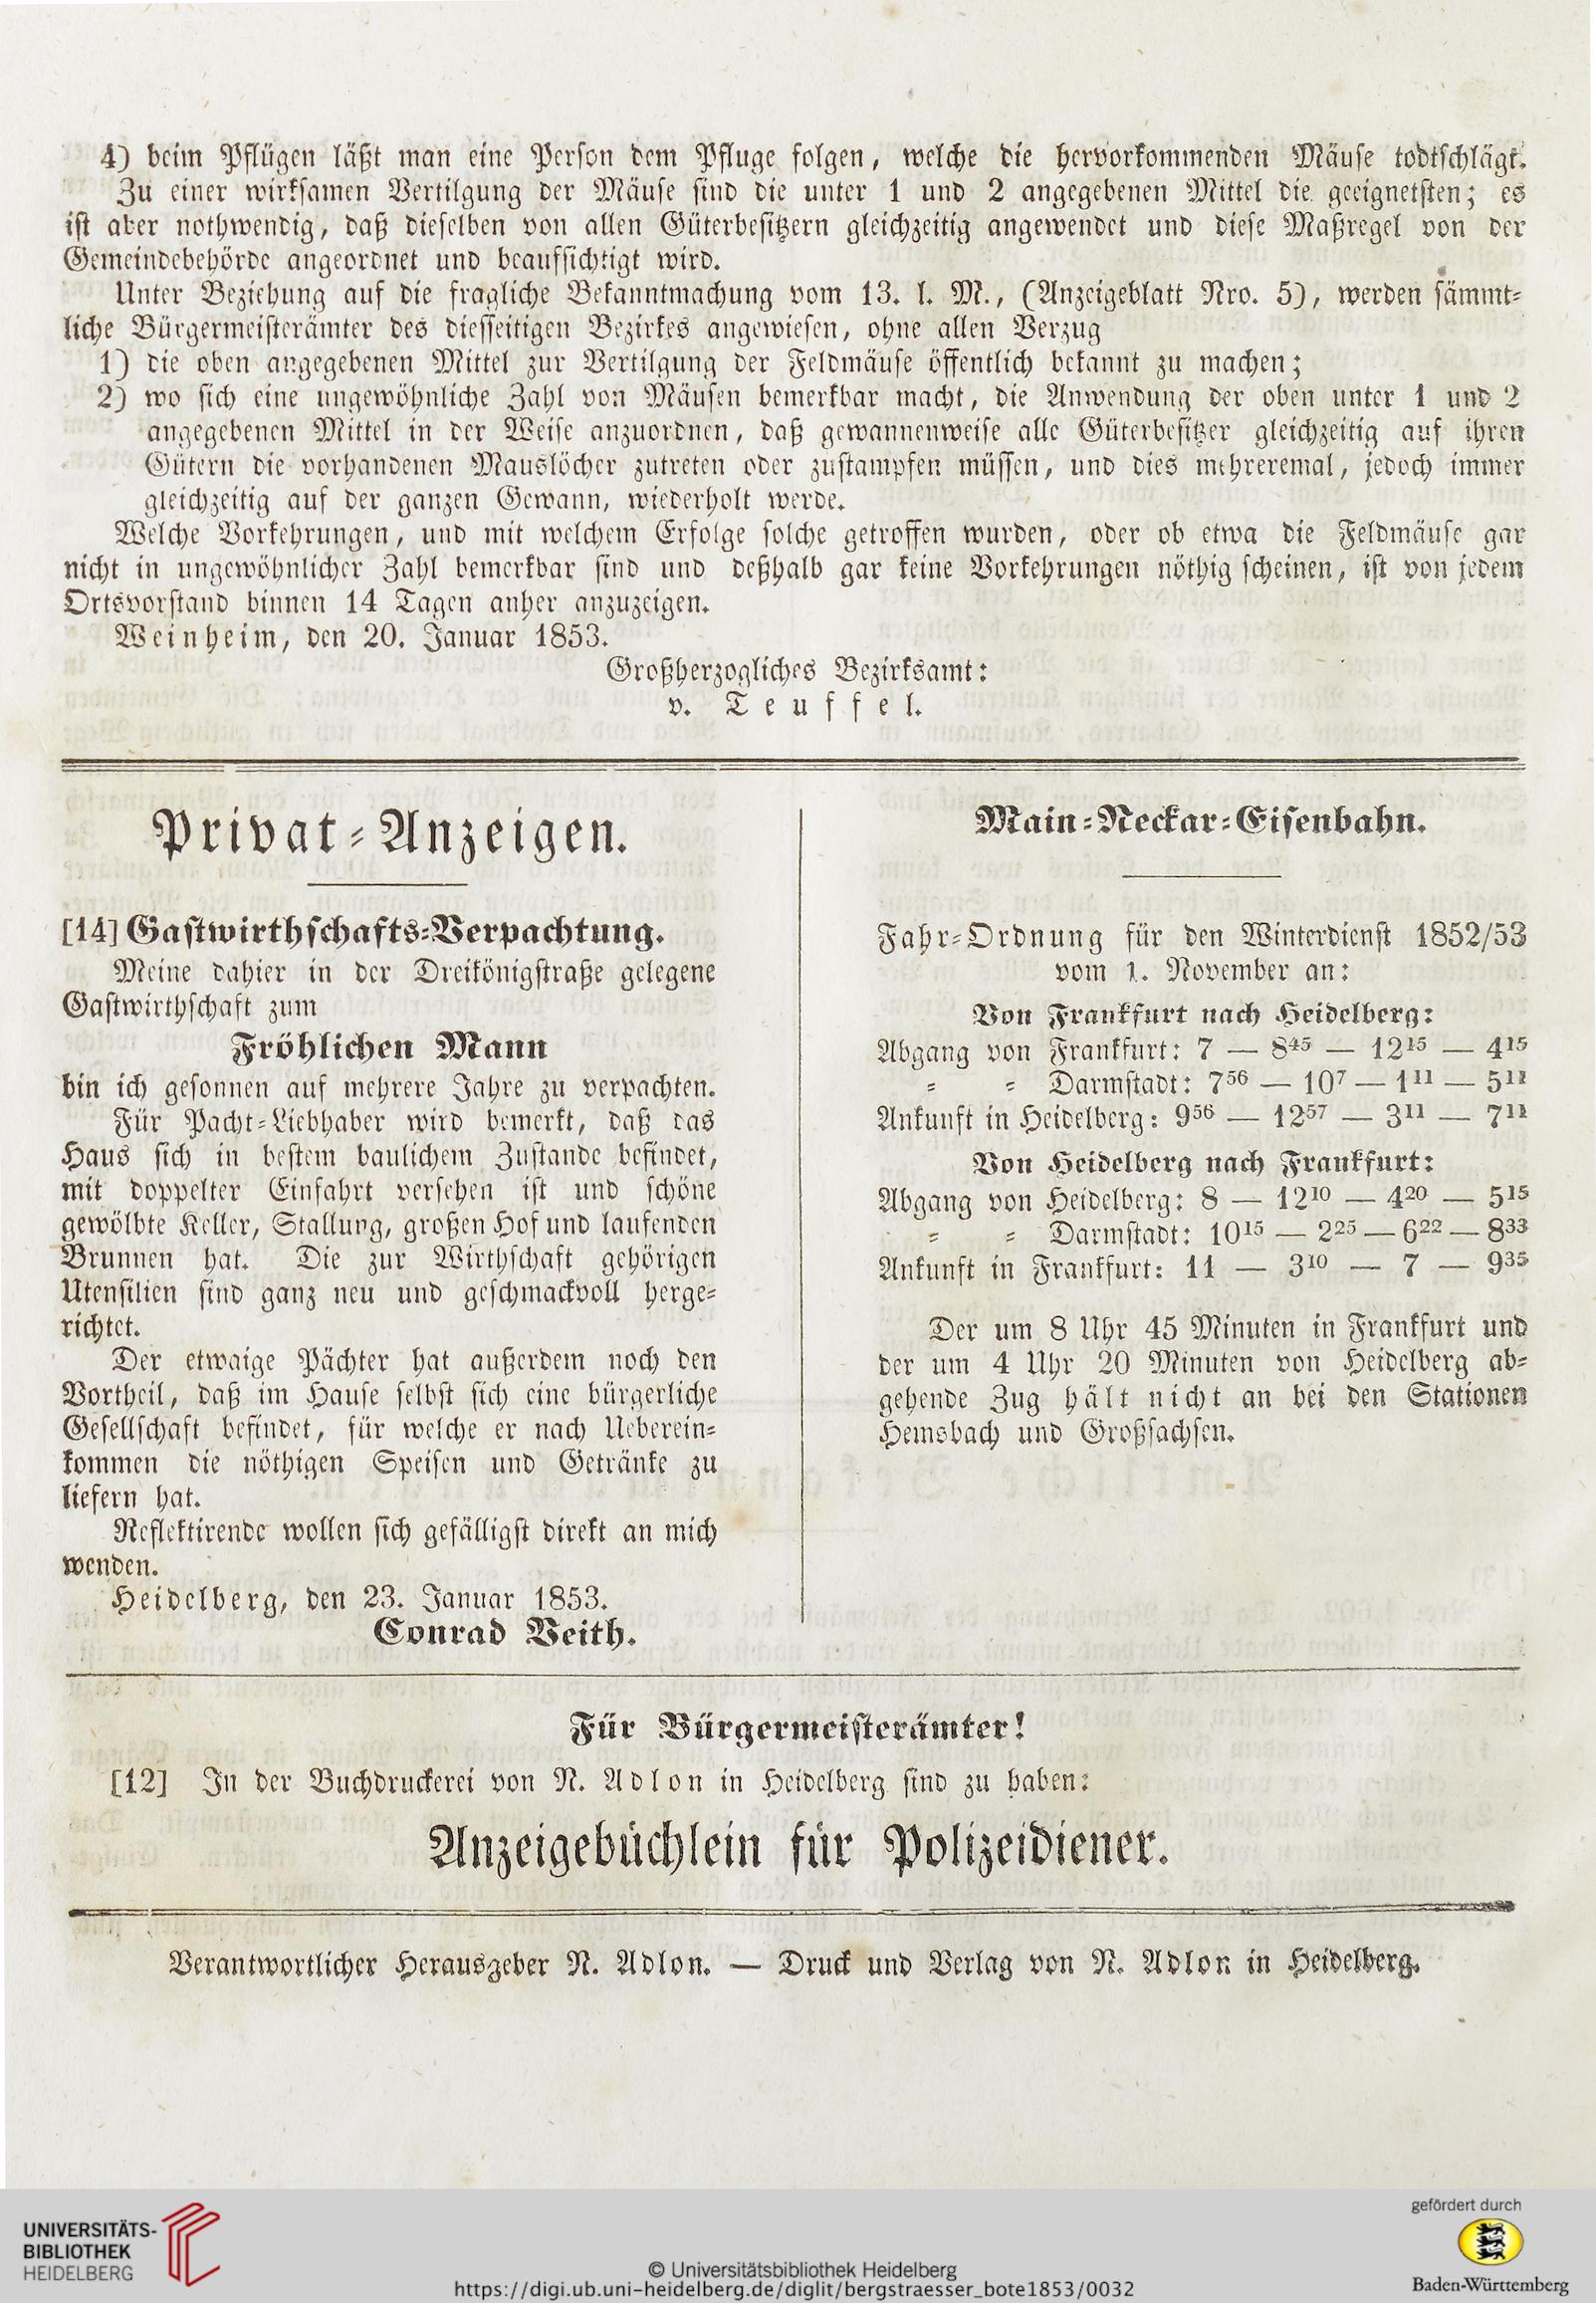 4) beim Pflügen läßt man eine Person dem Pfluge folgen, welche die hervorkommenden Mäuse todtschlägt.
Zu einer wirksamen Vertilgung der Mäuse sind die unter 1 und 2 angegebenen Mittel die geeignetsten; es
ist aber nothwendig, daß dieselben von allen Güterbesitzern gleichzeitig angewendet und diese Maßregel von der
Gemeindebehörde angeordnet und beaufsichtigt wird.
Unter Beziehung auf die fragliche Bekanntmachung vom 13. l. M., (Anzeigeblatt Nro. 5), werden sämmt-
liche Bürgermeisterämter des diesseitigen Bezirkes angewiesen, ohne allen Verzug
1) die oben angegebenen Mittel zur Vertilgung der Feldmäuse öffentlich bekannt zu machen;
2) wo sich eine ungewöhnliche Zahl von Mäusen bemerkbar macht, die Anwendung der oben unter 1 und 2
angegebenen Mittel in der Weise anzuordnen, daß gewannenweise alle Güterbesitzer gleichzeitig auf ihren
Gütern die vorhandenen Mauslöcher zutreten oder zustampfen müssen, und dies mehreremal, jedoch immer
gleichzeitig auf der ganzen Gewann, wiederholt werde.
Welche Vorkehrungen, und mit welchem Erfolge solche getroffen wurden, oder ob etwa die Feldmäuse gar
nicht in ungewöhnlicher Zahl bemerkbar sind und deßhalb gar keine Vorkehrungen nöthig scheinen, ist von jedem
Ortsvorstand binnen 14 Tagen anher anzuzeigen.
Weinheim, den 20. Januar 1853.
Großherzogliches Bezirksamt:
v. Teuffel.
Privat-Anzeigen.
[14] Gastwirthschafts-Verpachtung.
Meine dahier in der Dreikönigstraße gelegene
Gastwirthschaft zum
Fröhlichen Mann
bin ich gesonnen auf mehrere Jahre zu verpachten.
Für Pacht-Liebhaber wird bemerkt, daß das
Haus sich in bestem baulichem Zustande befindet,
mit doppelter Einfahrt versehen ist und schöne
gewölbte Keller, Stallung, großen Hof und laufenden
Brunnen hat. Die zur Wirthschaft gehörigen
Utensilien sind ganz neu und geschmackvoll herge-
richtet.
Der etwaige Pächter hat außerdem noch den
Vortheil, daß im Hause selbst sich eine bürgerliche
Gesellschaft befindet, für welche er nach Ueberein-
kommen die nöthigen Speisen und Getränke zu
liefern hat.
Reflektirende wollen sich gefälligst direkt an mich
wenden.
Heidelberg, den 23. Januar 1853.
Conrad Veith.
Main-Neckar-Eisenbahn.
Fahr-Ordnung für den Winterdienst 1852/53
vom 1. November an:
Von Frankfurt nach Heidelberg:
Abgang von Frankfurt: 7 — 8⁴⁵ — 12¹⁵ — 4¹⁵
„ „ Darmstadt: 7⁵⁶ — 10⁷ — 1¹¹ — 5¹¹
Ankunft in Heidelberg: 9⁵⁶ — 12⁵⁷ — 3¹¹ — 7¹¹
Von Heidelberg nach Frankfurt:
Abgang von Heidelberg: 8 — 12¹⁰ — 4²⁰ — 5¹⁵
„ „ Darmstadt: 10¹⁵ — 2²⁵ — 6²² — 8³³
Ankunft in Frankfurt: 11 — 3¹⁰ — 7 — 9³⁵
Der um 8 Uhr 45 Minuten in Frankfurt und
der um 4 Uhr 20 Minuten von Heidelberg ab-
gehende Zug hält nicht an bei den Stationen
Hemsbach und Großsachsen.
Für Bürgermeisterämter!
[12] In der Buchdruckerei von N. Adlon in Heidelberg sind zu haben:
Anzeigebüchlein für Polizeidiener.
Verantwortlicher Herausgeber N. Adlon. — Druck und Verlag von N. Adlon in Heidelberg.
UNIVERSITÄTS-
BIBLIOTHEK
HEIDELBERG
© Universitätsbibliothek Heidelberg
https://digi.ub.uni-heidelberg.de/diglit/bergstraesser_bote1853/0032
gefördert durch
Baden-Württemberg